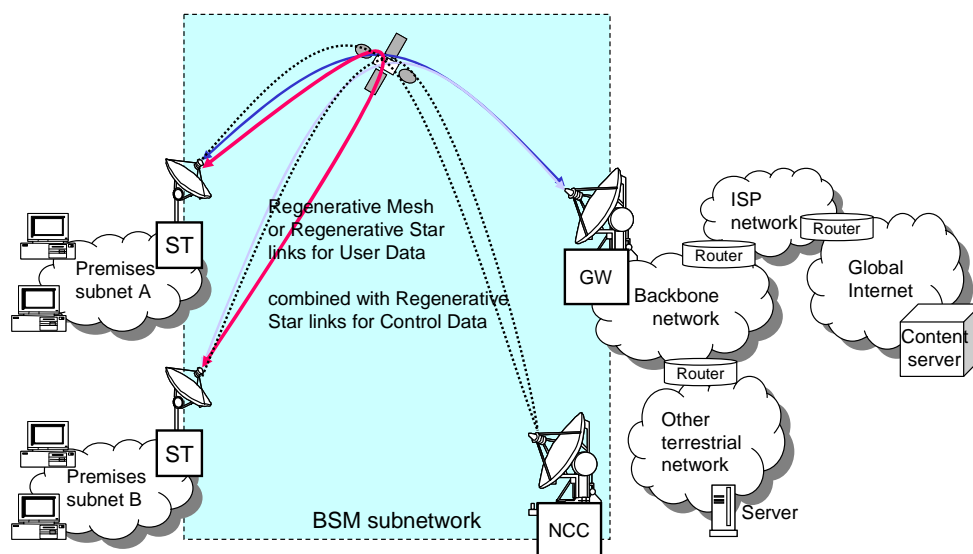 Regenerative Mesh
or Regenerative Star
links for User Data
combined with Regenerative
Star links for Control Data
ST
Premises
subnet A
ST
Premises
subnet B
BSM subnetwork
GW
NCC
ISP
network
Router
Router
Global
Internet
Backbone
network
Content
server
Router
Other
terrestrial
network
Server